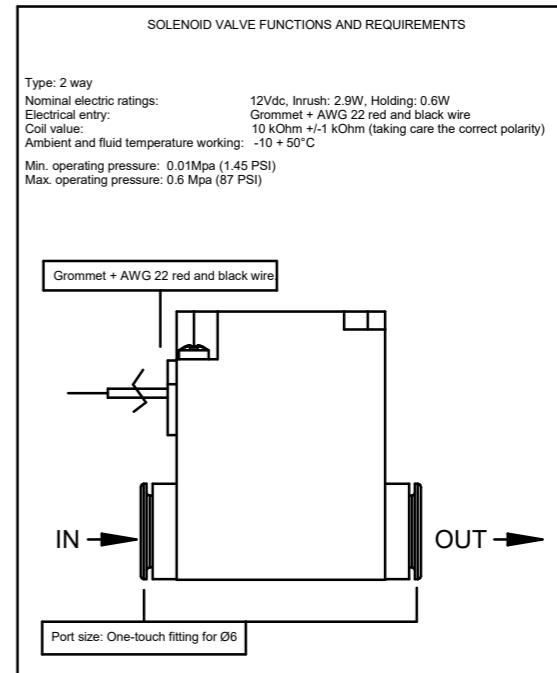 SOLENOID VALVE FUNCTIONS AND REQUIREMENTS
Type: 2 way
Nominal electric ratings: 12Vdc, Inrush: 2.9W, Holding: 0.6W
Electrical entry: Grommet + AWG 22 red and black wire
Coil value: 10 kOhm +/-1 kOhm (taking care the correct polarity)
Ambient and fluid temperature working: -10 + 50°C
Min. operating pressure: 0.01Mpa (1.45 PSI)
Max. operating pressure: 0.6 Mpa (87 PSI)
Grommet + AWG 22 red and black wire
IN
OUT
Port size: One-touch fitting for Ø6